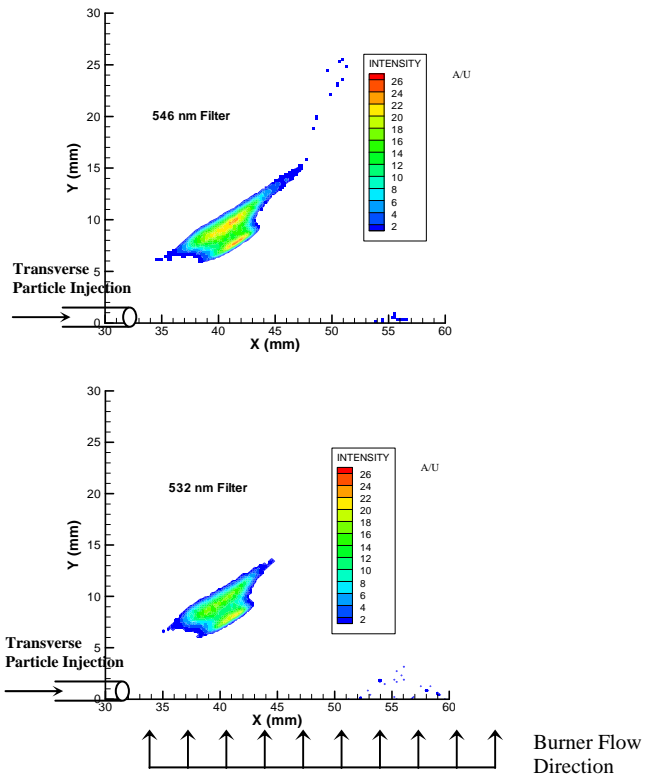 30
25
20
15
10
5
0
Y (mm)
546 nm Filter
INTENSITY
26
24
22
20
18
16
14
12
10
8
6
4
2
A/U
Transverse
Particle Injection
30 35 40 45 50 55 60
X (mm)
30
25
20
15
10
5
0
Y (mm)
532 nm Filter
INTENSITY
26
24
22
20
18
16
14
12
10
8
6
4
2
A/U
Transverse
Particle Injection
30 35 40 45 50 55 60
X (mm)
Burner Flow
Direction